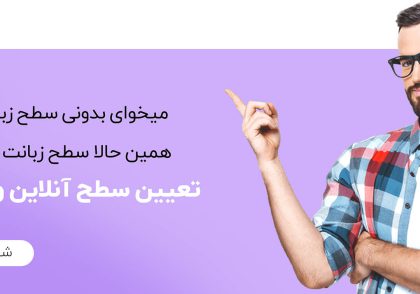 میخوای بدونی سطح
همین حالا سطح زبانت
تعیین سطح آنلاین و